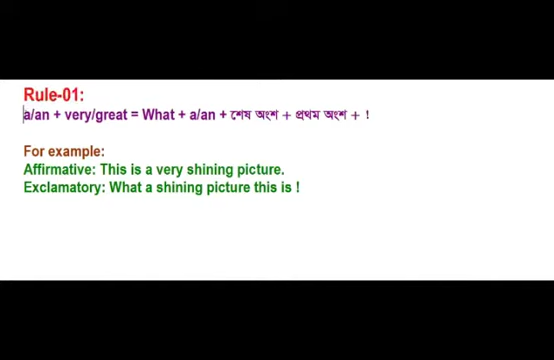 Rule-01:
a/an + very/great = What + a/an + শেষ অংশ + প্রথম অংশ + !
For example:
Affirmative: This is a very shining picture.
Exclamatory: What a shining picture this is !